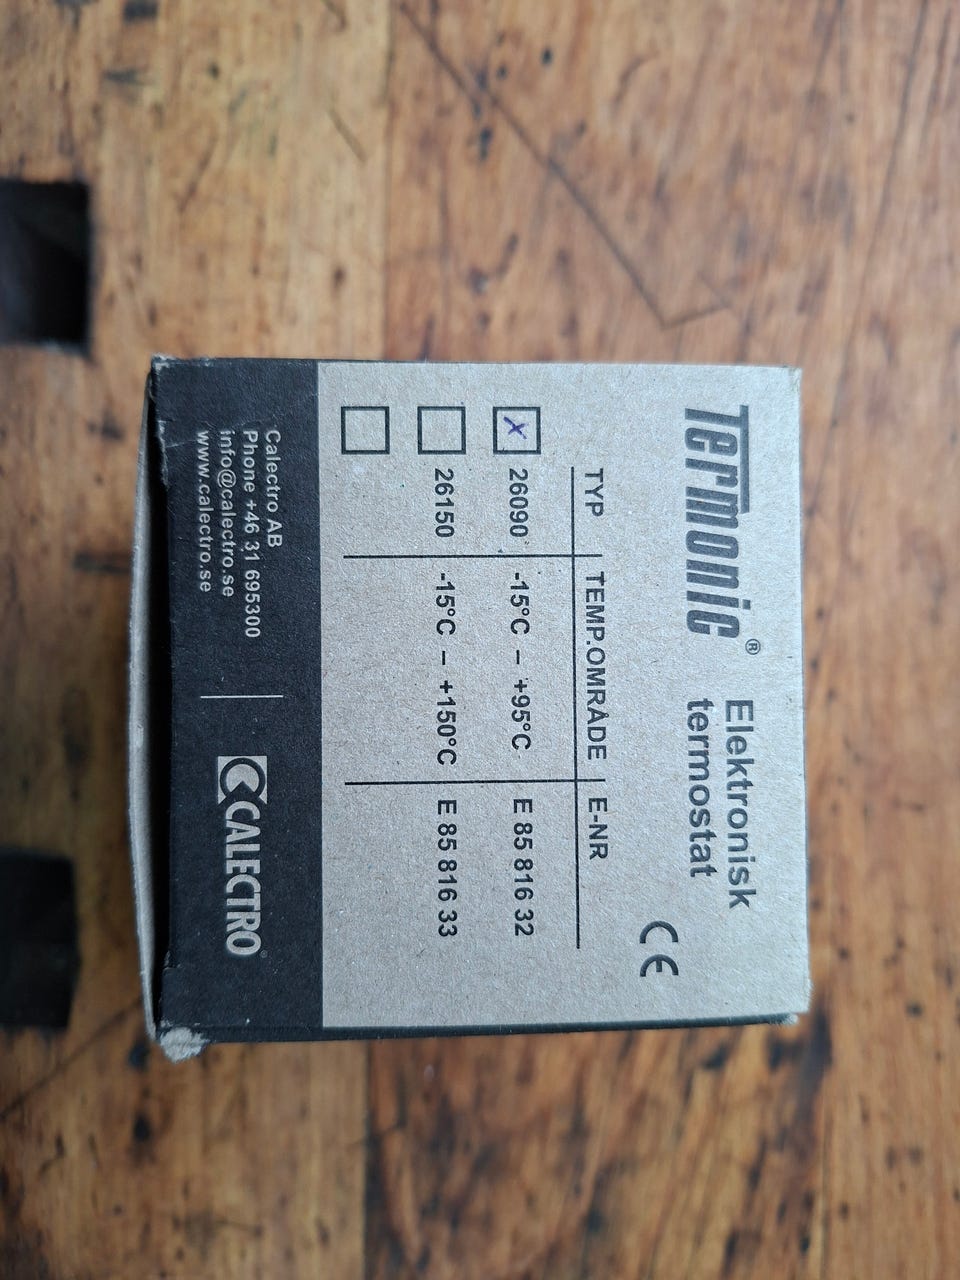 Termonic® Elektronisk
termostat
CE
TYP TEMP.OMRÅDE E-NR
x 26090 -15°C – +95°C E 85 816 32
26150 -15°C – +150°C E 85 816 33
Calectro AB
Phone +46 31 695300
info@calectro.se
www.calectro.se
CALECTRO